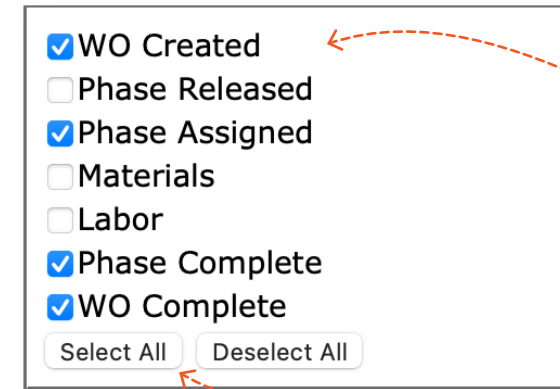 WO Created
Phase Released
Phase Assigned
Materials
Labor
Phase Complete
WO Complete
Select All Deselect All